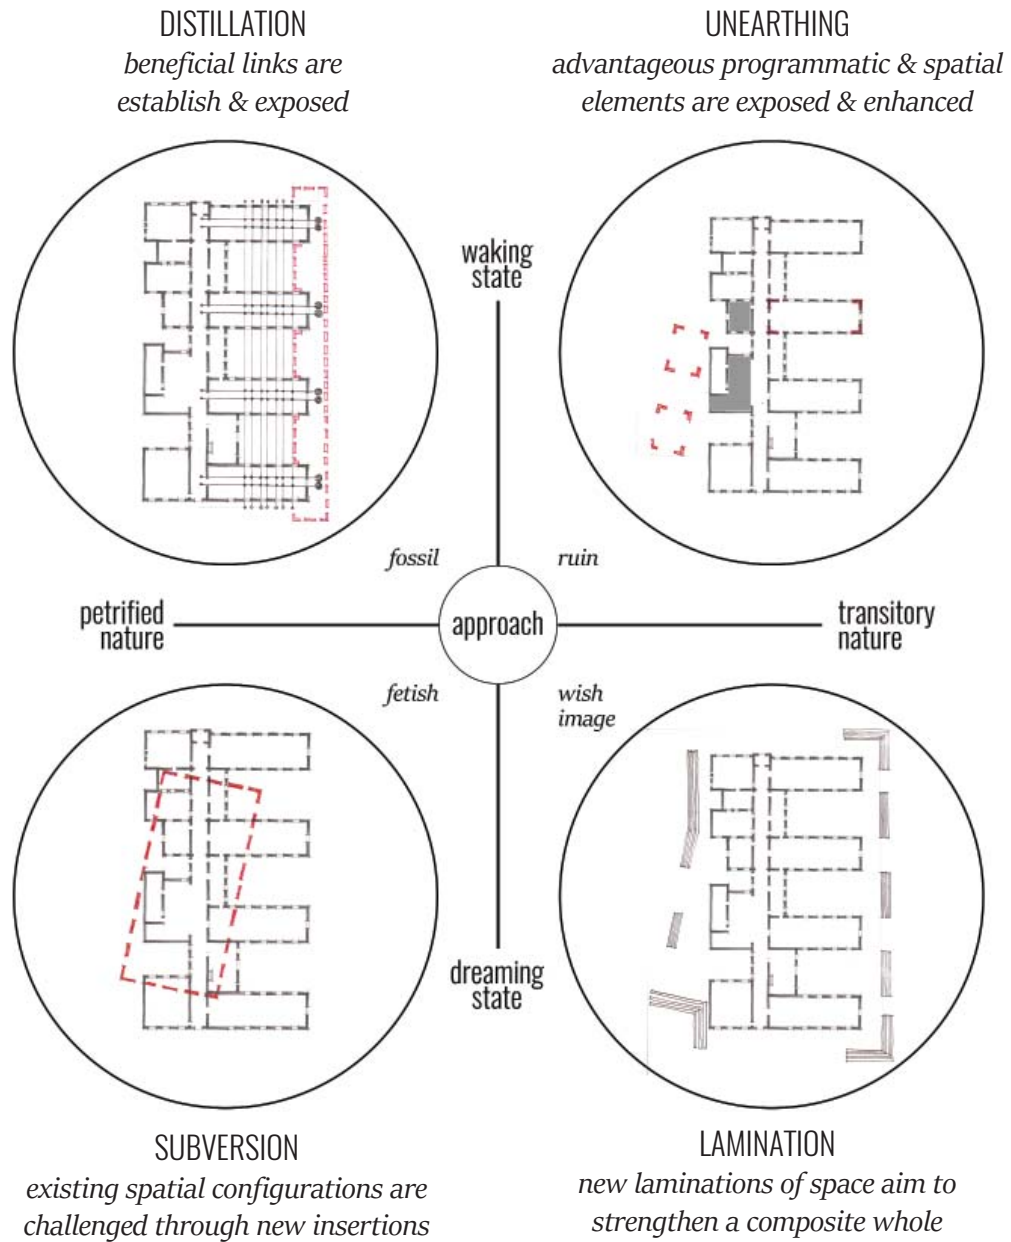 DISTILLATION
beneficial links are
establish & exposed
UNEARTHING
advantageous programmatic & spatial
elements are exposed & enhanced
waking
state
fossil
ruin
petrified
nature
approach
transitory
nature
fetish
wish
image
dreaming
state
SUBVERSION
existing spatial configurations are
challenged through new insertions
LAMINATION
new laminations of space aim to
strengthen a composite whole